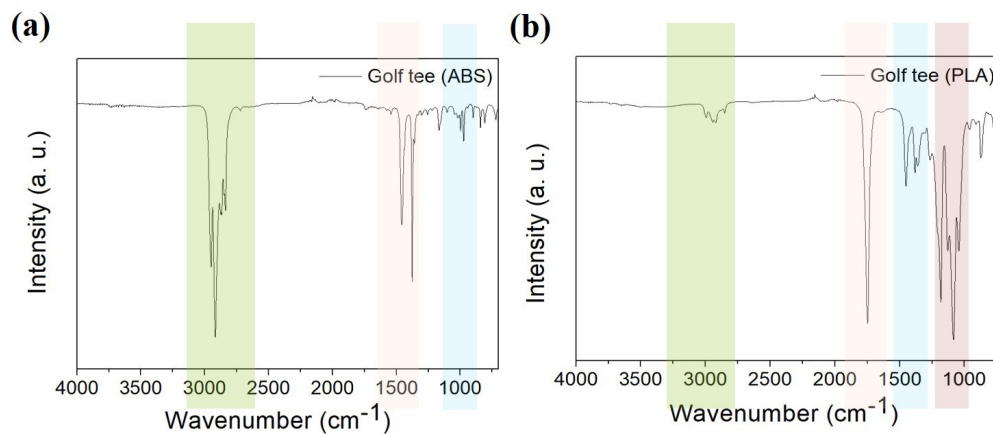 (a)
Golf tee (ABS)
Intensity (a. u.)
4000 3500 3000 2500 2000 1500 1000
Wavenumber (cm⁻¹)
(b)
Golf tee (PLA)
Intensity (a. u.)
4000 3500 3000 2500 2000 1500 1000
Wavenumber (cm⁻¹)